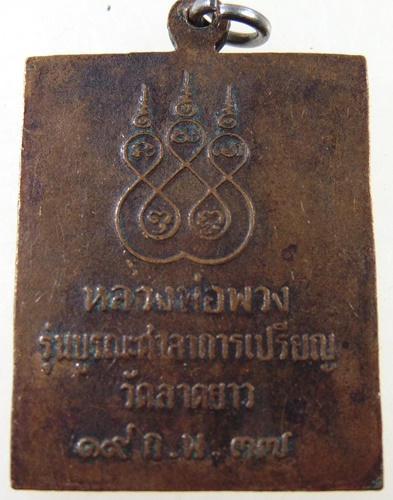 หลวงพ่อพวง
รุ่นบูรณะศาลาการเปรียญ
วัดลาดยาว
๑๙ ก.พ. ๓๗